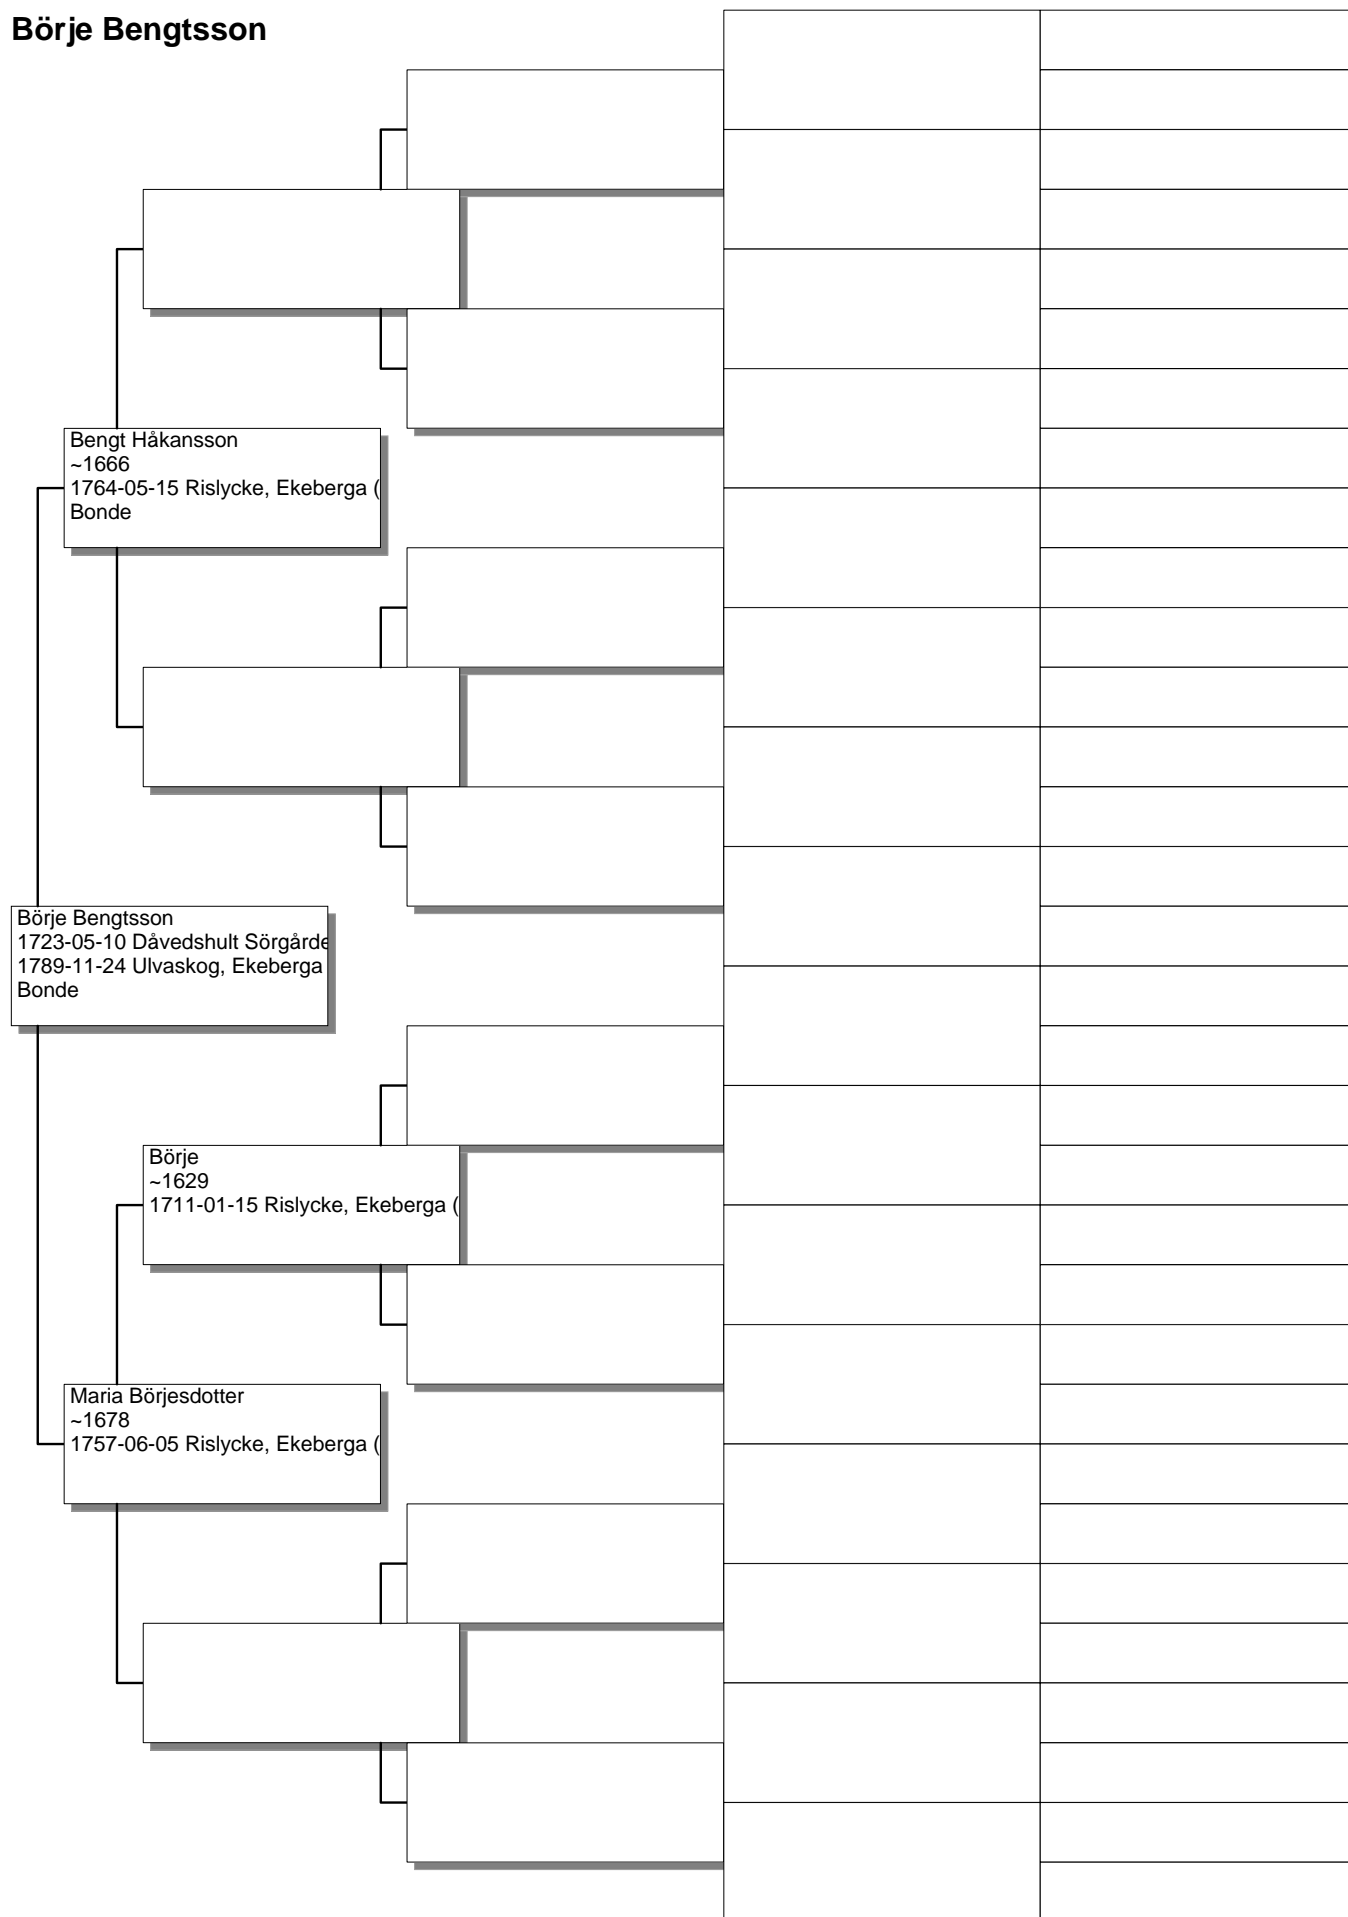 Börje Bengtsson
Bengt Håkansson
~1666
1764-05-15 Rislycke, Ekeberga (
Bonde
Börje Bengtsson
1723-05-10 Dåvedshult Sörgårde
1789-11-24 Ulvaskog, Ekeberga
Bonde
Börje
~1629
1711-01-15 Rislycke, Ekeberga (
Maria Börjesdotter
~1678
1757-06-05 Rislycke, Ekeberga (